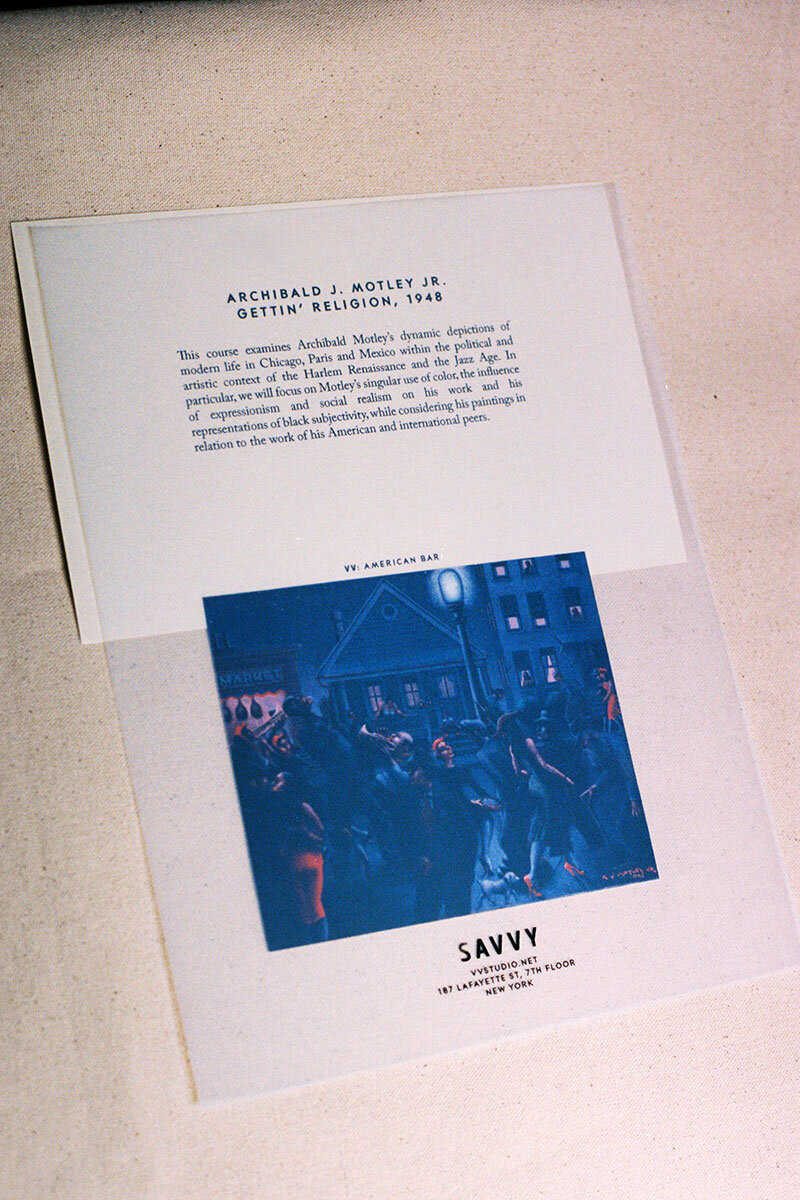 ARCHIBALD J. MOTLEY JR.
GETTIN' RELIGION, 1948
This course examines Archibald Motley's dynamic depictions of
modern life in Chicago, Paris and Mexico within the political and
artistic context of the Harlem Renaissance and the Jazz Age. In
particular, we will focus on Motley's singular use of color, the influence
of expressionism and social realism on his work and his
representations of black subjectivity, while considering his paintings in
relation to the work of his American and international peers.
VV: AMERICAN BAR
MARKET
SAVVY
VVSTUDIO.NET
187 LAFAYETTE ST, 7TH FLOOR
NEW YORK